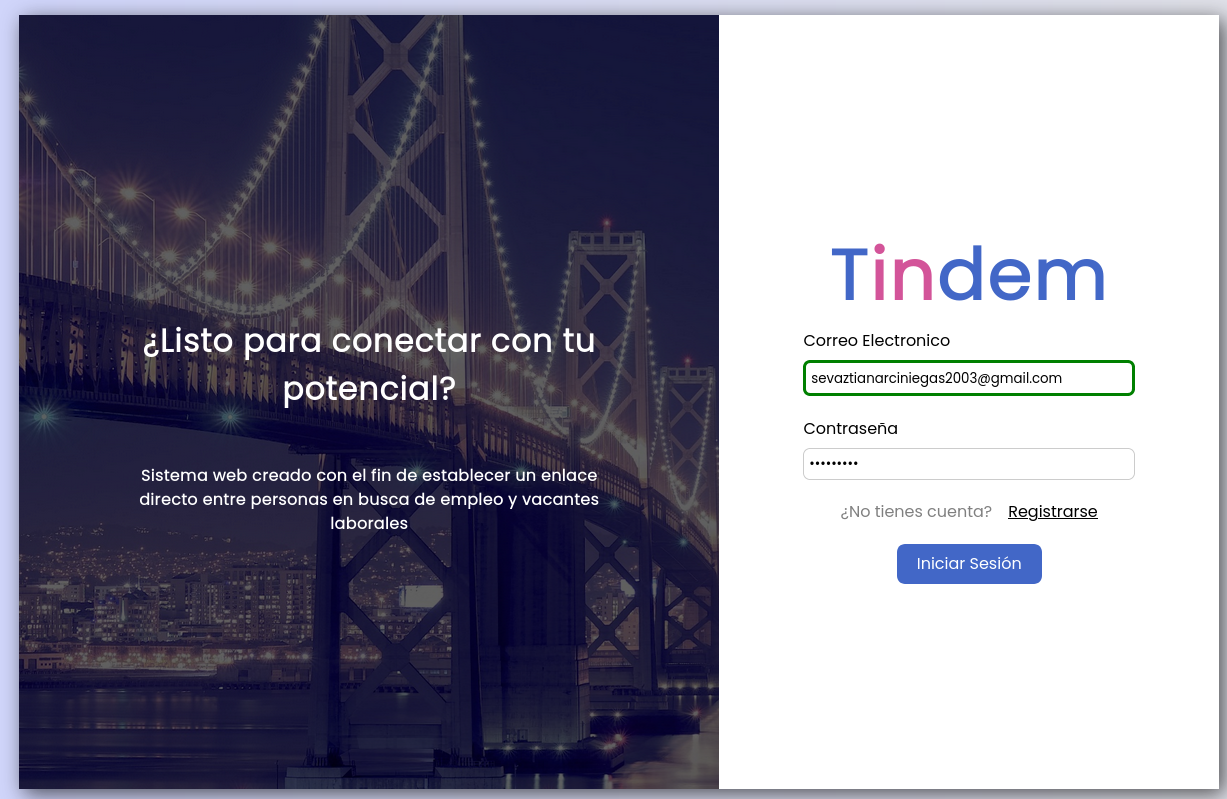 ¿Listo para conectar con tu
potencial?
Sistema web creado con el fin de establecer un enlace
directo entre personas en busca de empleo y vacantes
laborales
Tindem
Correo Electronico
sevaztianarciniegas2003@gmail.com
Contraseña
•••••••••
¿No tienes cuenta? Registrarse
Iniciar Sesión